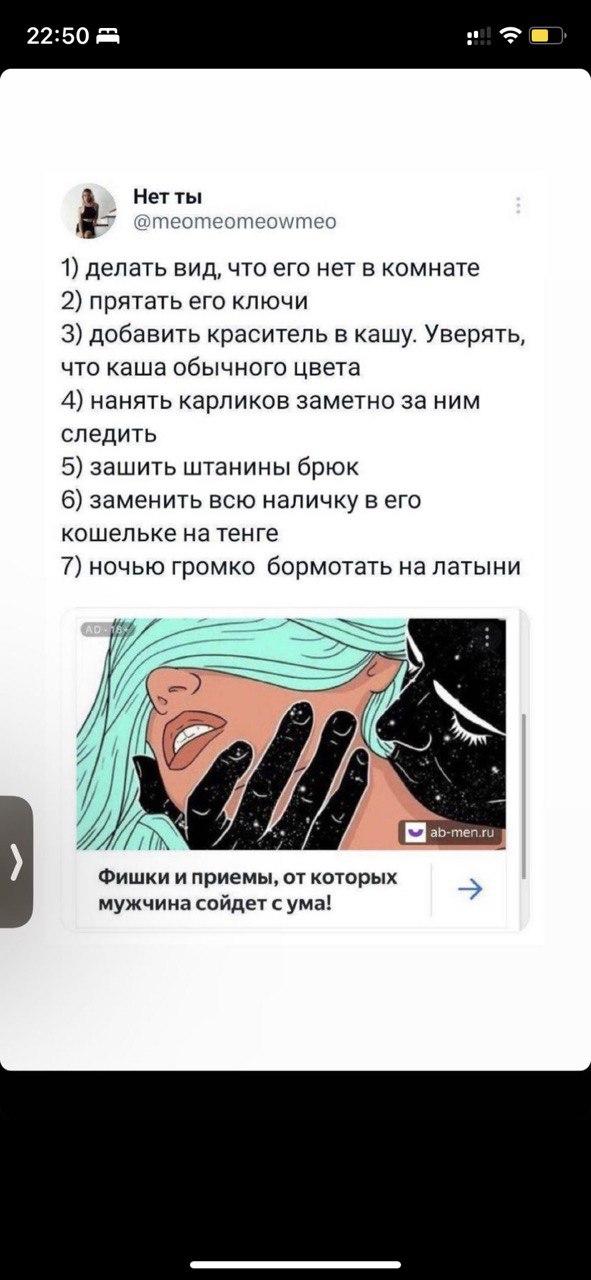 22:50
Нет ты
@meomeomeowmeo
1) делать вид, что его нет в комнате
2) прятать его ключи
3) добавить краситель в кашу. Уверять,
что каша обычного цвета
4) нанять карликов заметно за ним
следить
5) зашить штанины брюк
6) заменить всю наличку в его
кошельке на тенге
7) ночью громко бормотать на латыни
AD · 18+
ab-men.ru
Фишки и приемы, от которых
мужчина сойдет с ума!